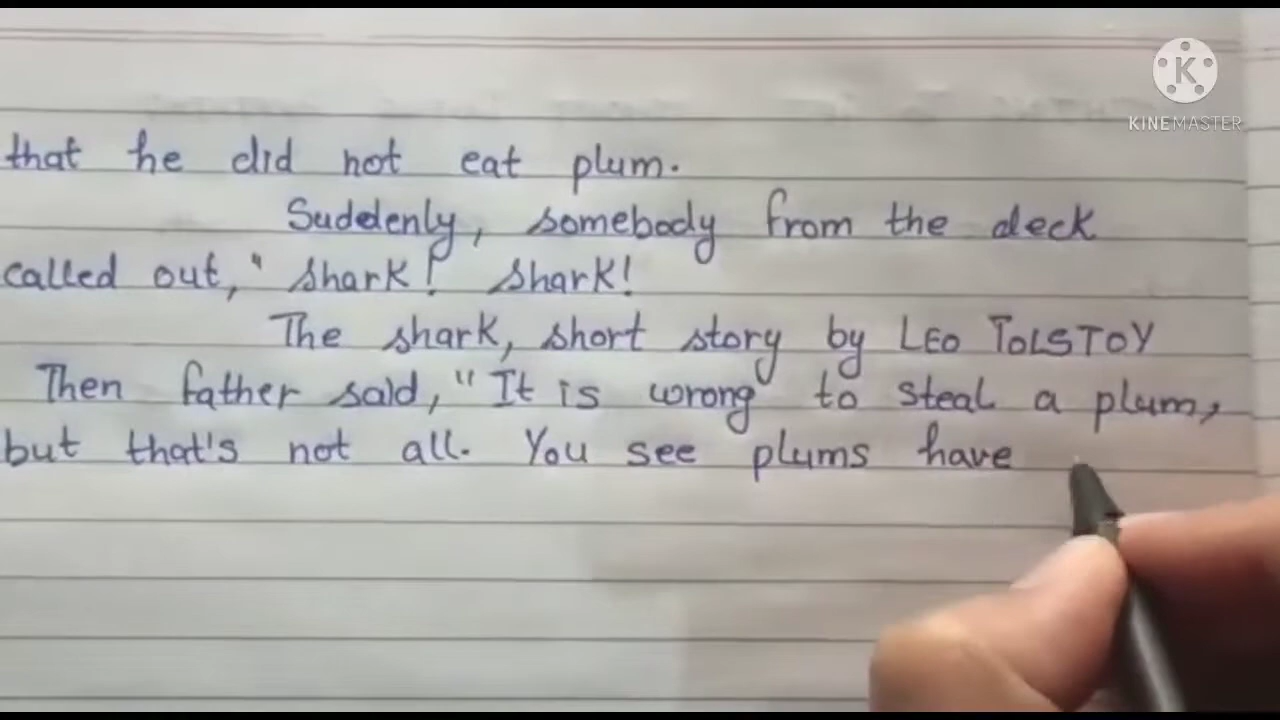 K
KINEMASTER
that he did not eat plum.
Suddenly, somebody from the deck
called out, " shark! shark!
The shark, short story by LEO TOLSTOY
Then father said, "It is wrong to steal a plum,
but that's not all. You see plums have